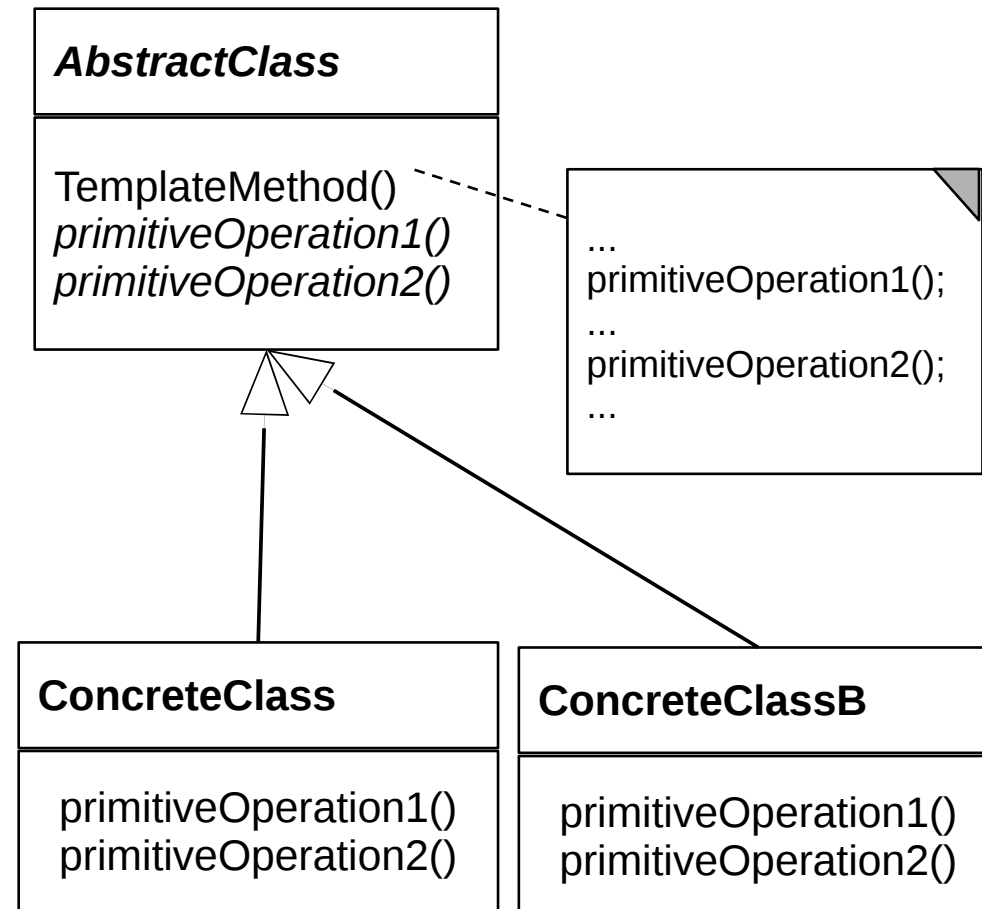 AbstractClass
TemplateMethod()
primitiveOperation1()
primitiveOperation2()
...
primitiveOperation1();
...
primitiveOperation2();
...
ConcreteClass
primitiveOperation1()
primitiveOperation2()
ConcreteClassB
primitiveOperation1()
primitiveOperation2()